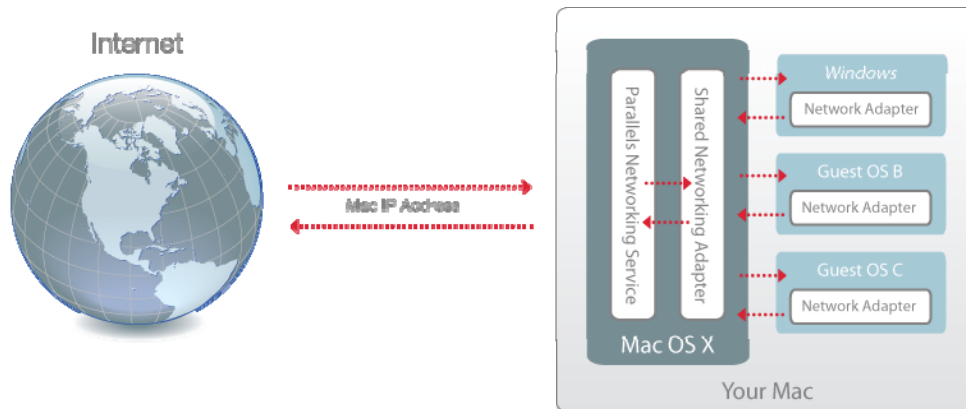 Internet
Mac IP Address
Parallels Networking Service
Shared Networking Adapter
Mac OS X
Windows
Network Adapter
Guest OS B
Network Adapter
Guest OS C
Network Adapter
Your Mac